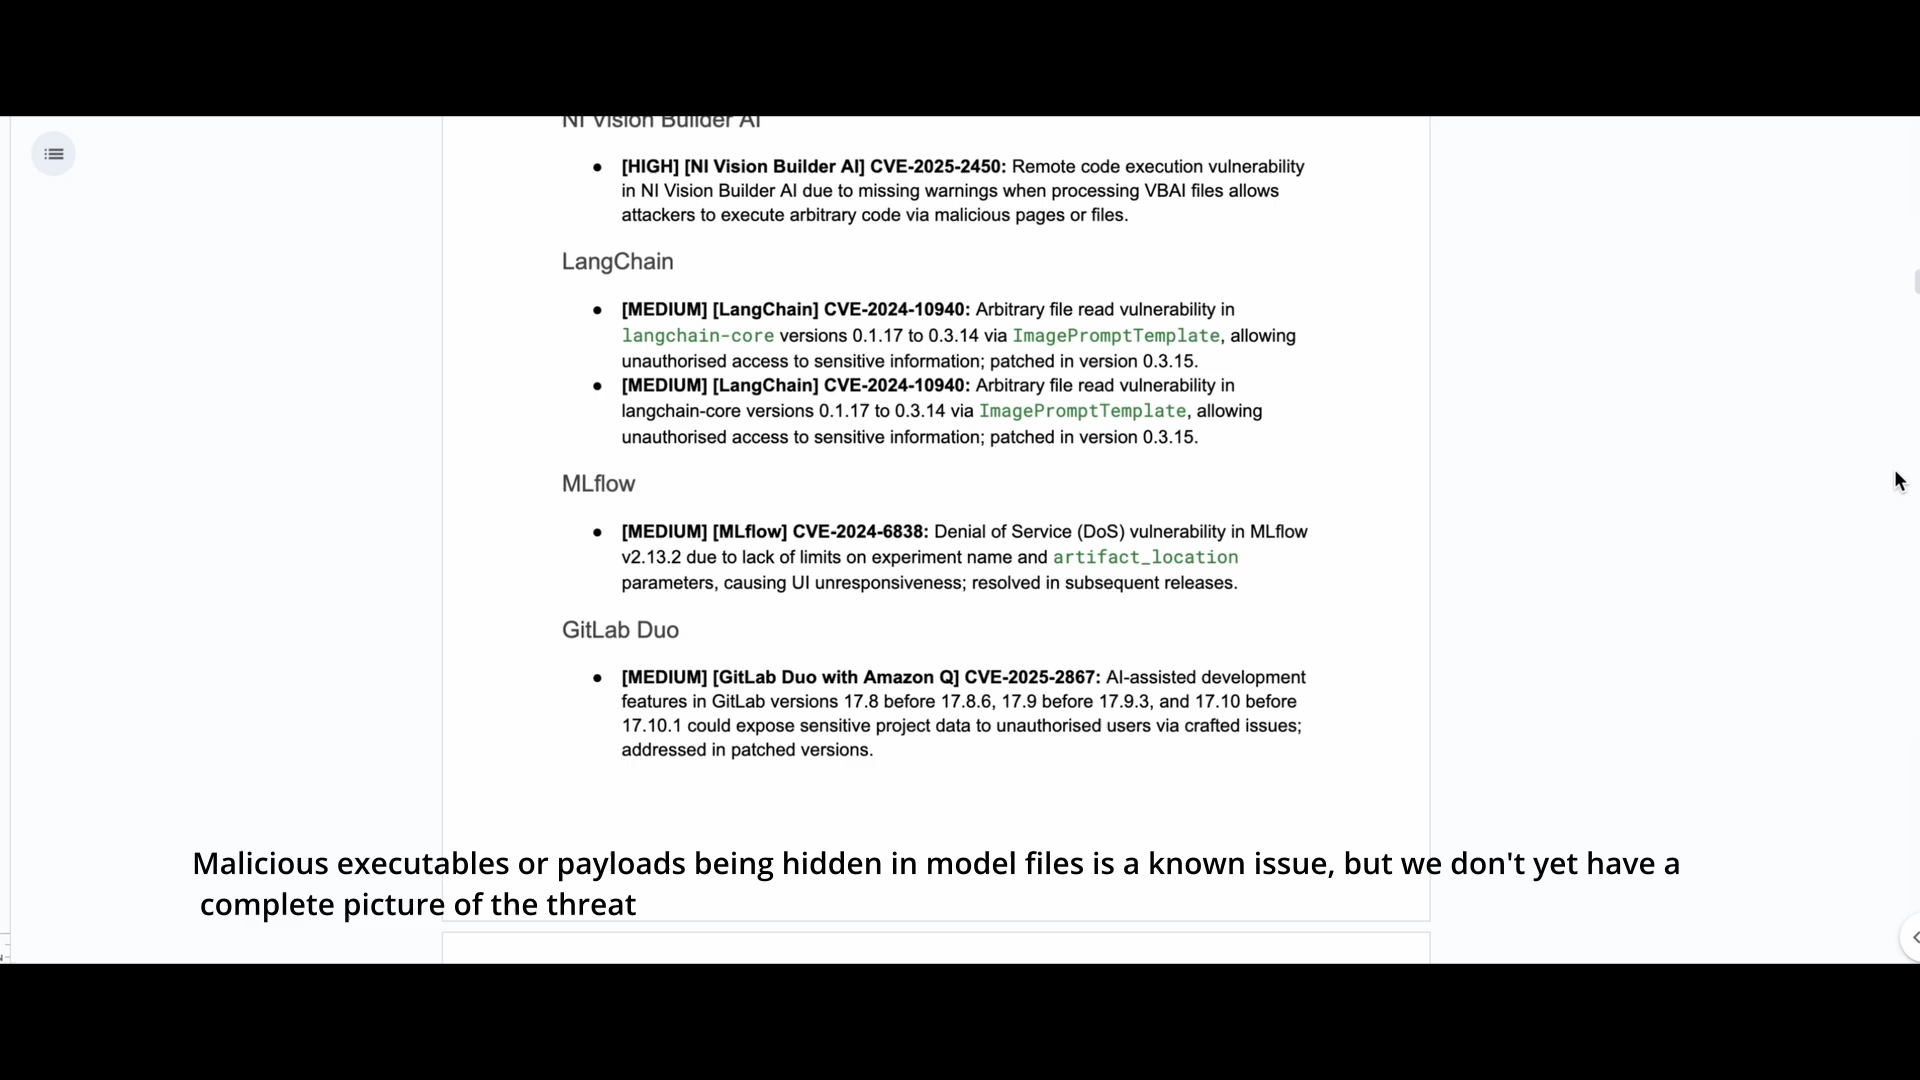 NI Vision Builder AI
● [HIGH] [NI Vision Builder AI] CVE-2025-2450: Remote code execution vulnerability
in NI Vision Builder AI due to missing warnings when processing VBAI files allows
attackers to execute arbitrary code via malicious pages or files.
LangChain
● [MEDIUM] [LangChain] CVE-2024-10940: Arbitrary file read vulnerability in
langchain-core versions 0.1.17 to 0.3.14 via ImagePromptTemplate, allowing
unauthorised access to sensitive information; patched in version 0.3.15.
● [MEDIUM] [LangChain] CVE-2024-10940: Arbitrary file read vulnerability in
langchain-core versions 0.1.17 to 0.3.14 via ImagePromptTemplate, allowing
unauthorised access to sensitive information; patched in version 0.3.15.
MLflow
● [MEDIUM] [MLflow] CVE-2024-6838: Denial of Service (DoS) vulnerability in MLflow
v2.13.2 due to lack of limits on experiment name and artifact_location
parameters, causing UI unresponsiveness; resolved in subsequent releases.
GitLab Duo
● [MEDIUM] [GitLab Duo with Amazon Q] CVE-2025-2867: AI-assisted development
features in GitLab versions 17.8 before 17.8.6, 17.9 before 17.9.3, and 17.10 before
17.10.1 could expose sensitive project data to unauthorised users via crafted issues;
addressed in patched versions.
Malicious executables or payloads being hidden in model files is a known issue, but we don't yet have a
complete picture of the threat